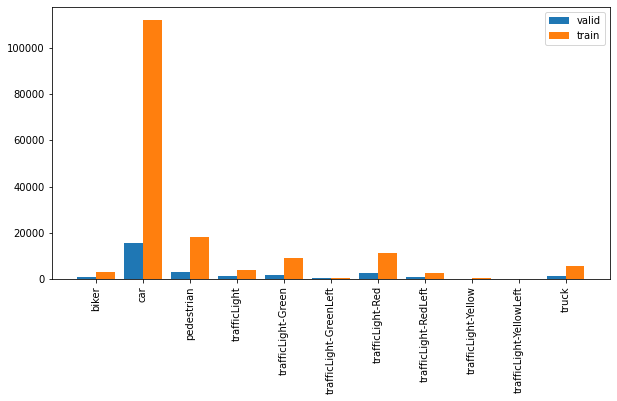 valid
train
100000
80000
60000
40000
20000
0
biker
car
pedestrian
trafficLight
trafficLight-Green
trafficLight-GreenLeft
trafficLight-Red
trafficLight-RedLeft
trafficLight-Yellow
trafficLight-YellowLeft
truck